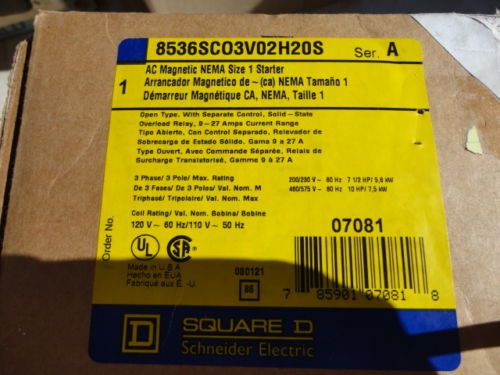 8536SCO3V02H20S Ser. A
1
AC Magnetic NEMA Size 1 Starter
Arrancador Magnetico de ~ (ca) NEMA Tamaño 1
Démarreur Magnétique CA, NEMA, Taille 1
Open Type, With Separate Control, Solid-State
Overload Relay, 9-27 Amps Current Range
Tipo Abierto, Con Control Separado, Relevador de
Sobrecarga de Estado Sólido, Gama 9 a 27 A
Type Ouvert, Avec Commande Séparée, Relais de
Surcharge Transistorisé, Gamme 9 à 27 A
3 Phase/ 3 Pole/ Max. Rating
De 3 Fases/ De 3 Polos/ Val. Nom. M
Triphasé/ Tripolaire/ Val. Nom. Max
200/230 V~ 60 Hz 7 1/2 HP/ 5,6 kW
460/575 V~ 60 Hz 10 HP/ 7,5 kW
Coil Rating/ Val. Nom. Bobina/ Bobine
120 V~ 60 Hz/110 V~ 50 Hz
Order No.
07081
UL
SA
Made in U.S.A
Hecho en EUA
Fabriqué aux É.-U.
080121
7 85901 07081 8
D SQUARE D
Schneider Electric